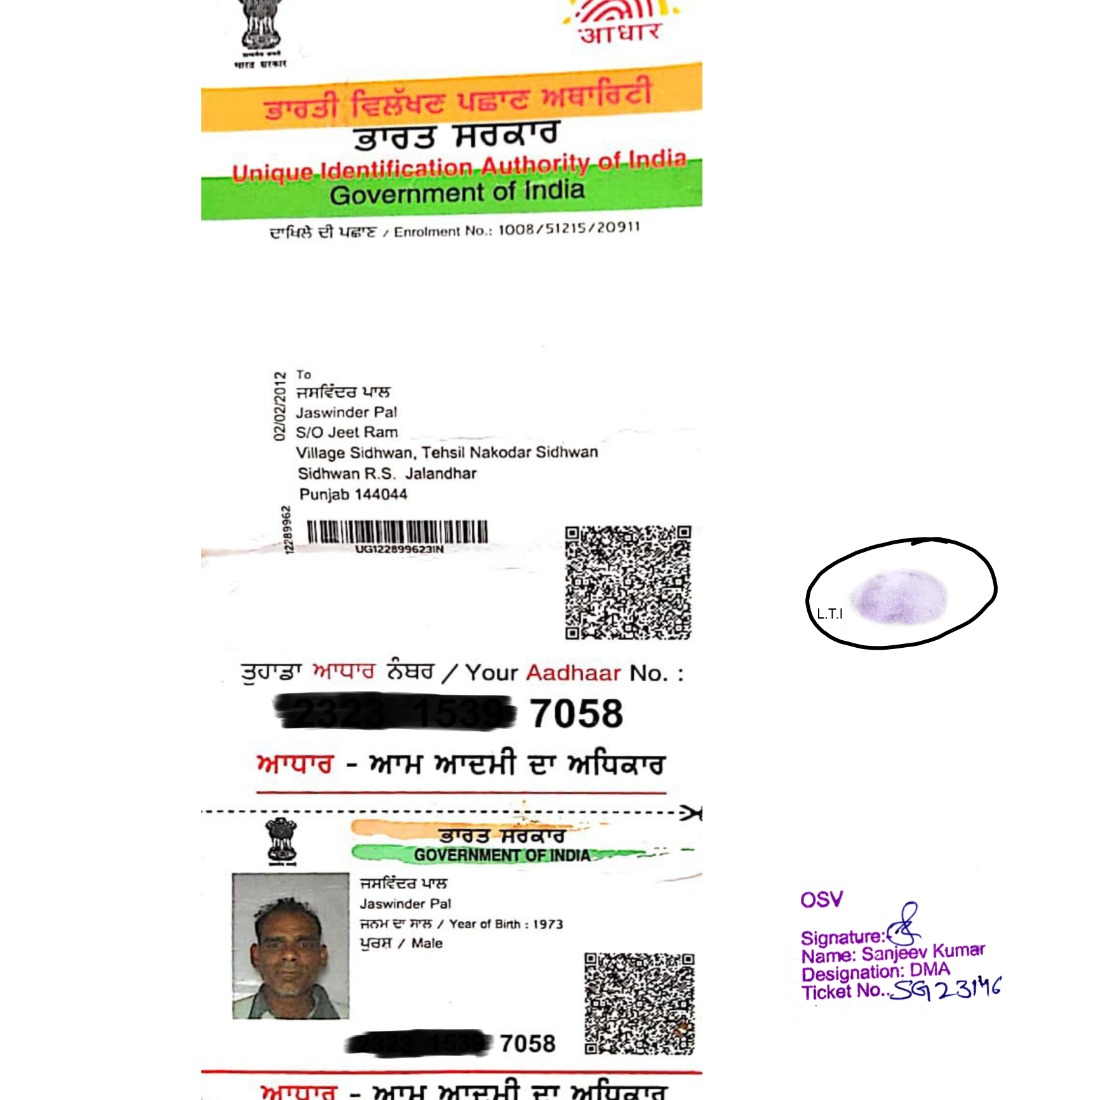 भारत सरकार
आधार
ਭਾਰਤੀ ਵਿਲੱਖਣ ਪਛਾਣ ਅਥਾਰਿਟੀ
ਭਾਰਤ ਸਰਕਾਰ
Unique Identification Authority of India
Government of India
ਦਾਖਿਲੇ ਦੀ ਪਛਾਣ / Enrolment No.: 1008/51215/20911
02/02/2012
To
ਜਸਵਿੰਦਰ ਪਾਲ
Jaswinder Pal
S/O Jeet Ram
Village Sidhwan, Tehsil Nakodar Sidhwan
Sidhwan R.S. Jalandhar
Punjab 144044
12289962
UG122899623IN
L.T.I
ਤੁਹਾਡਾ ਆਧਾਰ ਨੰਬਰ / Your Aadhaar No. :
7058
ਆਧਾਰ - ਆਮ ਆਦਮੀ ਦਾ ਅਧਿਕਾਰ
ਭਾਰਤ ਸਰਕਾਰ
GOVERNMENT OF INDIA
ਜਸਵਿੰਦਰ ਪਾਲ
Jaswinder Pal
ਜਨਮ ਦਾ ਸਾਲ / Year of Birth : 1973
ਪੁਰਸ਼ / Male
7058
ਆਧਾਰ - ਆਮ ਆਦਮੀ ਦਾ ਅਧਿਕਾਰ
OSV
Signature:
Name: Sanjeev Kumar
Designation: DMA
Ticket No.. SG23146